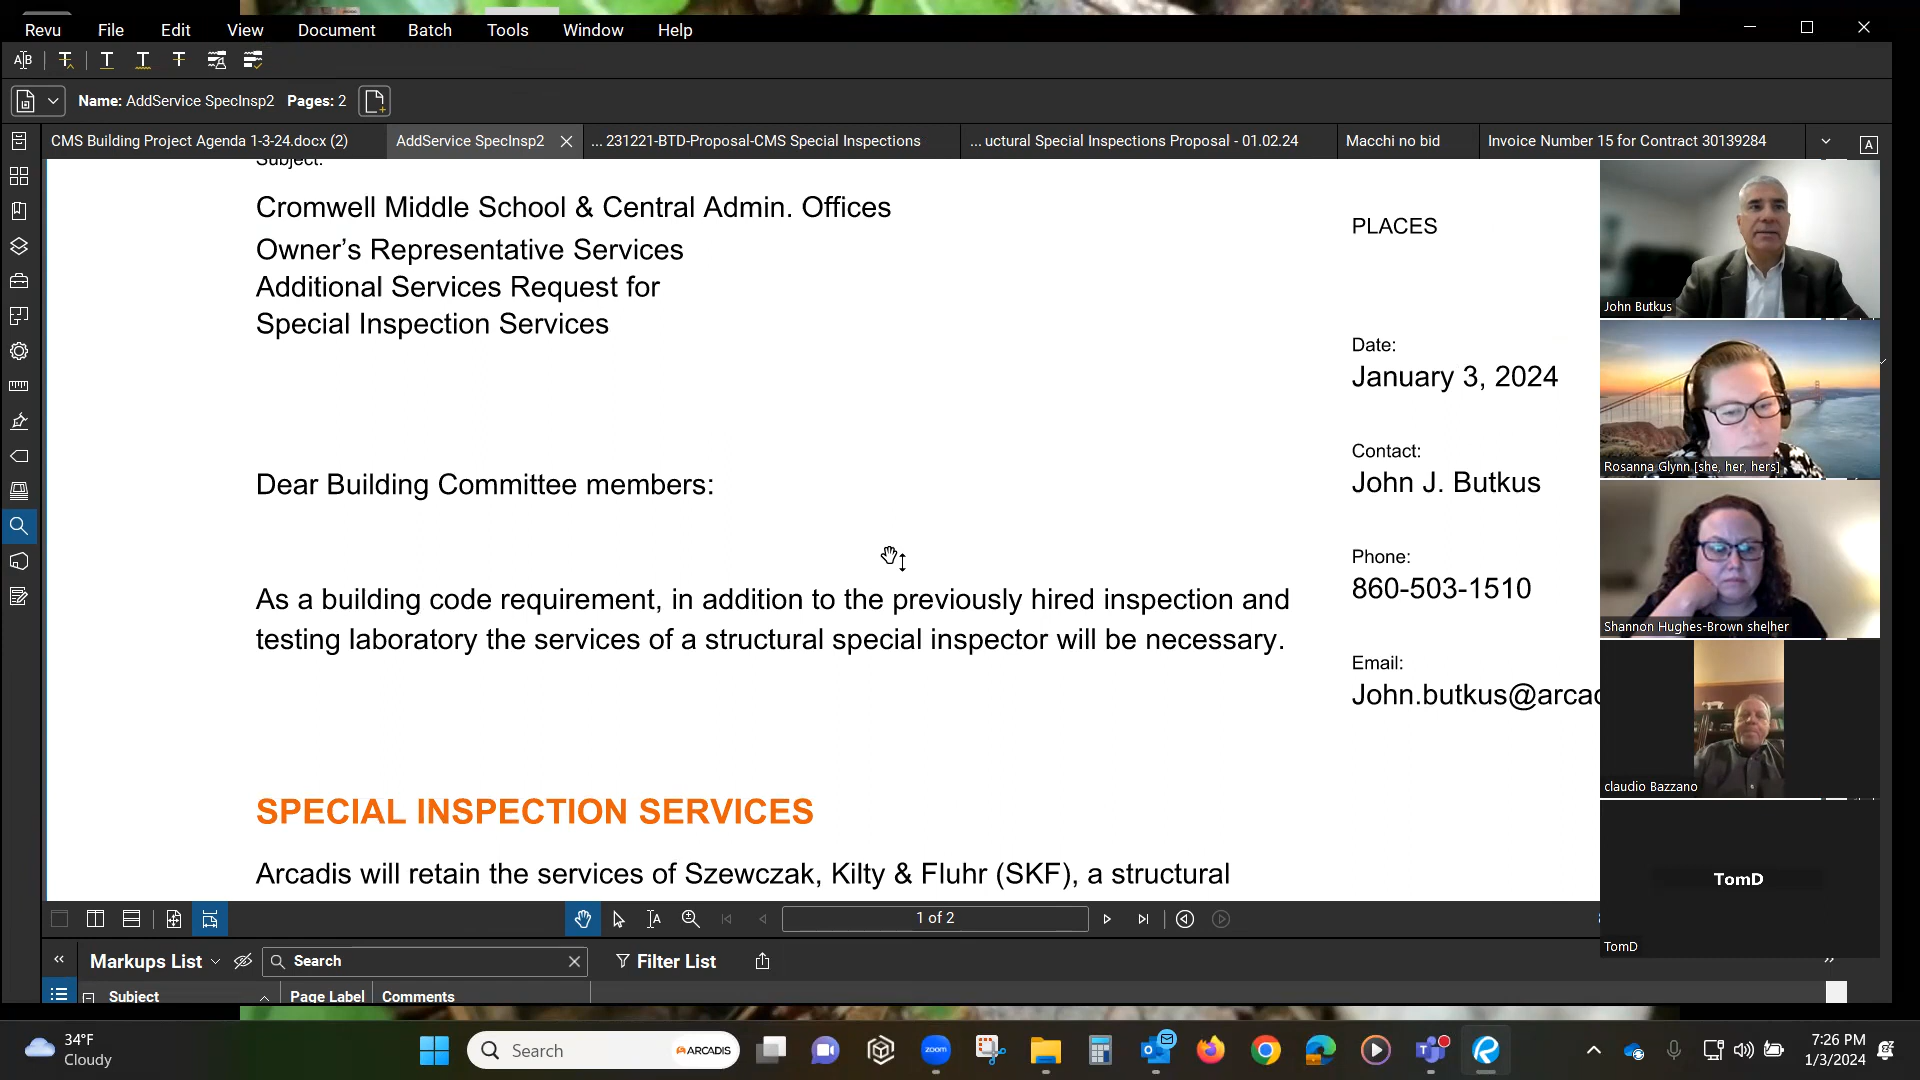 Revu File Edit View Document Batch Tools Window Help
Name: AddService SpecInsp2 Pages: 2
CMS Building Project Agenda 1-3-24.docx (2) AddService SpecInsp2 ... 231221-BTD-Proposal-CMS Special Inspections ... uctural Special Inspections Proposal - 01.02.24 Macchi no bid Invoice Number 15 for Contract 30139284
Subject:
Cromwell Middle School & Central Admin. Offices
Owner’s Representative Services
Additional Services Request for
Special Inspection Services
Dear Building Committee members:
As a building code requirement, in addition to the previously hired inspection and
testing laboratory the services of a structural special inspector will be necessary.
SPECIAL INSPECTION SERVICES
Arcadis will retain the services of Szewczak, Kilty & Fluhr (SKF), a structural
PLACES
Date:
January 3, 2024
Contact:
John J. Butkus
Phone:
860-503-1510
Email:
John.butkus@arcad
John Butkus
Rosanna Glynn [she, her, hers]
Shannon Hughes-Brown she|her
claudio Bazzano
TomD
TomD
1 of 2
Markups List Search Filter List
Subject Page Label Comments
34°F
Cloudy
Search ARCADIS
zoom
7:26 PM
1/3/2024